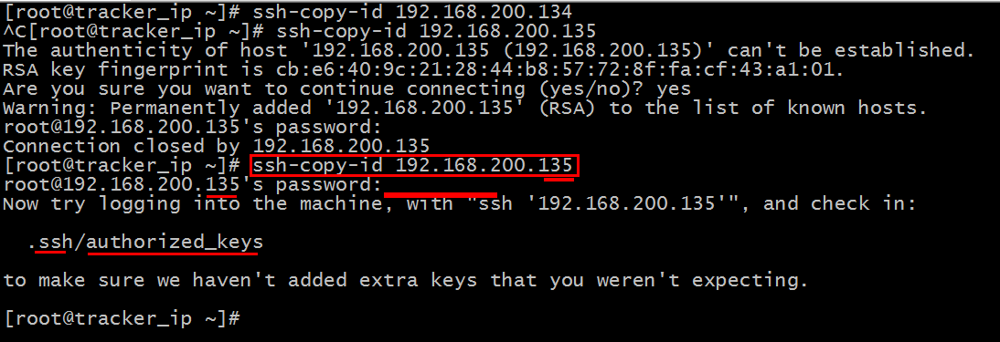 [root@tracker_ip ~]# ssh-copy-id 192.168.200.134
^C[root@tracker_ip ~]# ssh-copy-id 192.168.200.135
The authenticity of host '192.168.200.135 (192.168.200.135)' can't be established.
RSA key fingerprint is cb:e6:40:9c:21:28:44:b8:57:72:8f:fa:cf:43:a1:01.
Are you sure you want to continue connecting (yes/no)? yes
Warning: Permanently added '192.168.200.135' (RSA) to the list of known hosts.
root@192.168.200.135's password:
Connection closed by 192.168.200.135
[root@tracker_ip ~]# ssh-copy-id 192.168.200.135
root@192.168.200.135's password:
Now try logging into the machine, with "ssh '192.168.200.135'", and check in:
.ssh/authorized_keys
to make sure we haven't added extra keys that you weren't expecting.
[root@tracker_ip ~]#